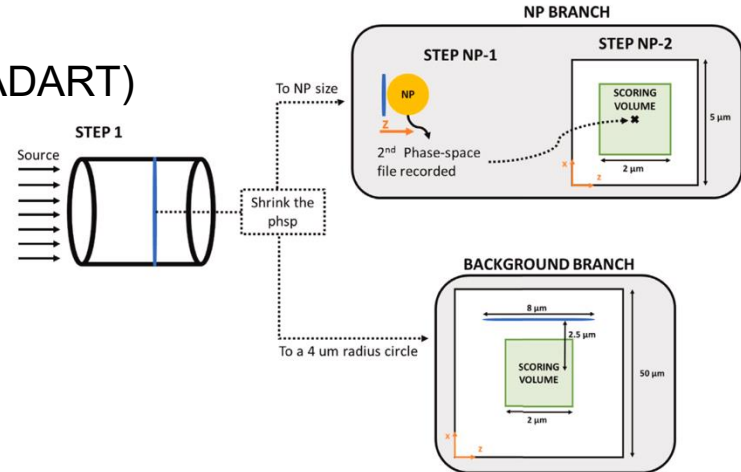 ADART)
STEP 1
Source
Shrink the
phsp
To NP size
To a 4 um radius circle
NP BRANCH
STEP NP-1
NP
z
2nd Phase-space
file recorded
STEP NP-2
SCORING
VOLUME
2 µm
5 µm
x
z
BACKGROUND BRANCH
8 µm
2.5 µm
SCORING
VOLUME
2 µm
50 µm
x
z